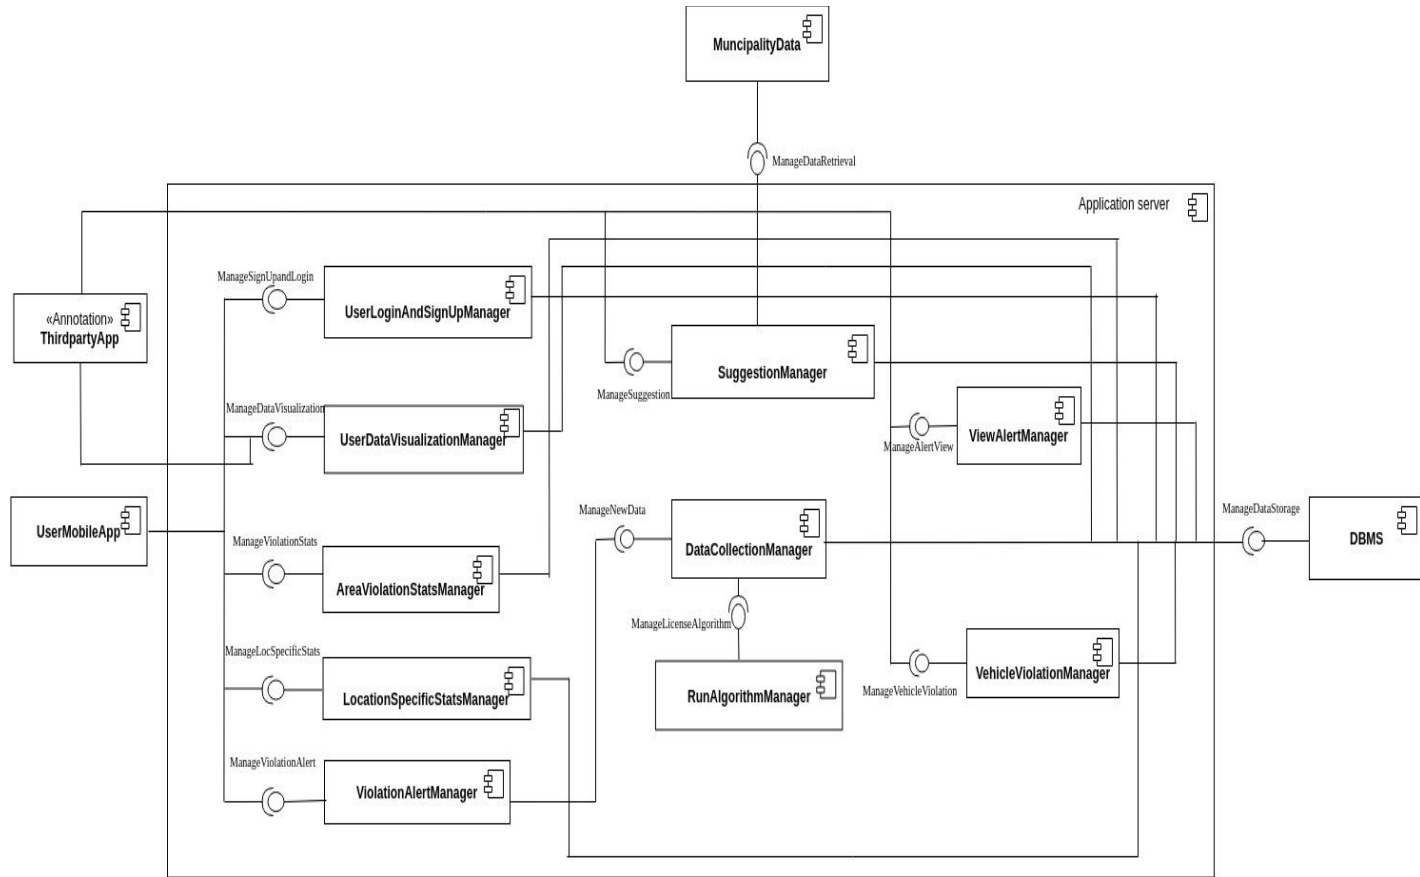 MuncipalityData
ManageDataRetrieval
Application server
ManageSignUpandLogin
UserLoginAndSignUpManager
«Annotation»
ThirdpartyApp
SuggestionManager
ManageSuggestion
ManageDataVisualization
UserDataVisualizationManager
ViewAlertManager
ManageAlertView
UserMobileApp
ManageNewData
ManageDataStorage
DBMS
ManageViolationStats
DataCollectionManager
AreaViolationStatsManager
ManageLicenseAlgorithm
ManageLocSpecificStats
LocationSpecificStatsManager
RunAlgorithmManager
VehicleViolationManager
ManageVehicleViolation
ManageViolationAlert
ViolationAlertManager